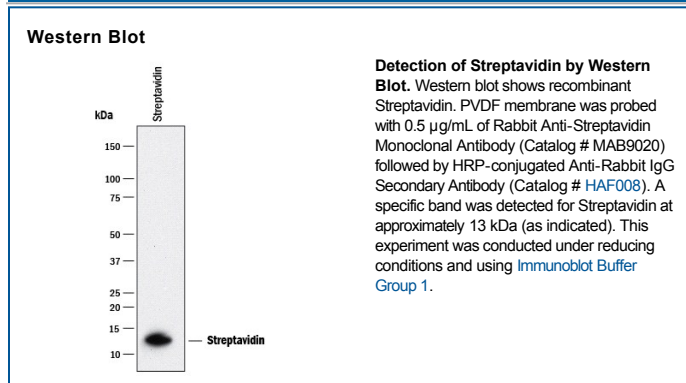 Western Blot
Streptavidin
kDa
150
100
75
50
37
25
20
15
10
Streptavidin
Detection of Streptavidin by Western
Blot. Western blot shows recombinant
Streptavidin. PVDF membrane was probed
with 0.5 µg/mL of Rabbit Anti-Streptavidin
Monoclonal Antibody (Catalog # MAB9020)
followed by HRP-conjugated Anti-Rabbit IgG
Secondary Antibody (Catalog # HAF008). A
specific band was detected for Streptavidin at
approximately 13 kDa (as indicated). This
experiment was conducted under reducing
conditions and using Immunoblot Buffer
Group 1.